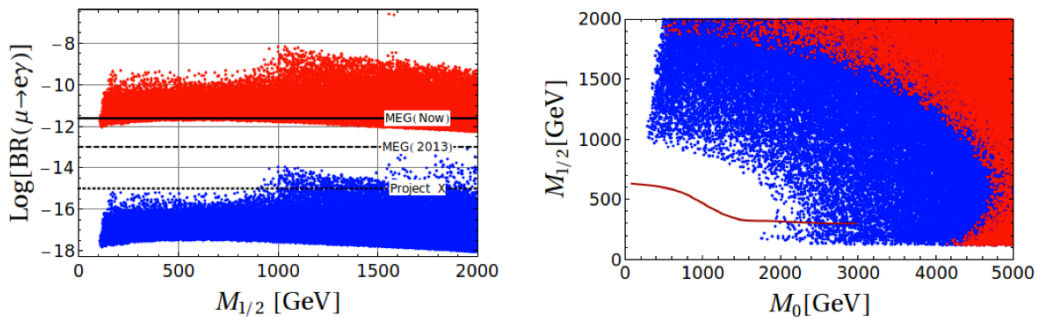 Log[BR(μ→eγ)]
−8
−10
−12
−14
−16
−18
MEG(Now)
MEG(2013)
Project X
0 500 1000 1500 2000
M1/2 [GeV]
M1/2 [GeV]
2000
1500
1000
500
0
0 1000 2000 3000 4000 5000
M0[GeV]